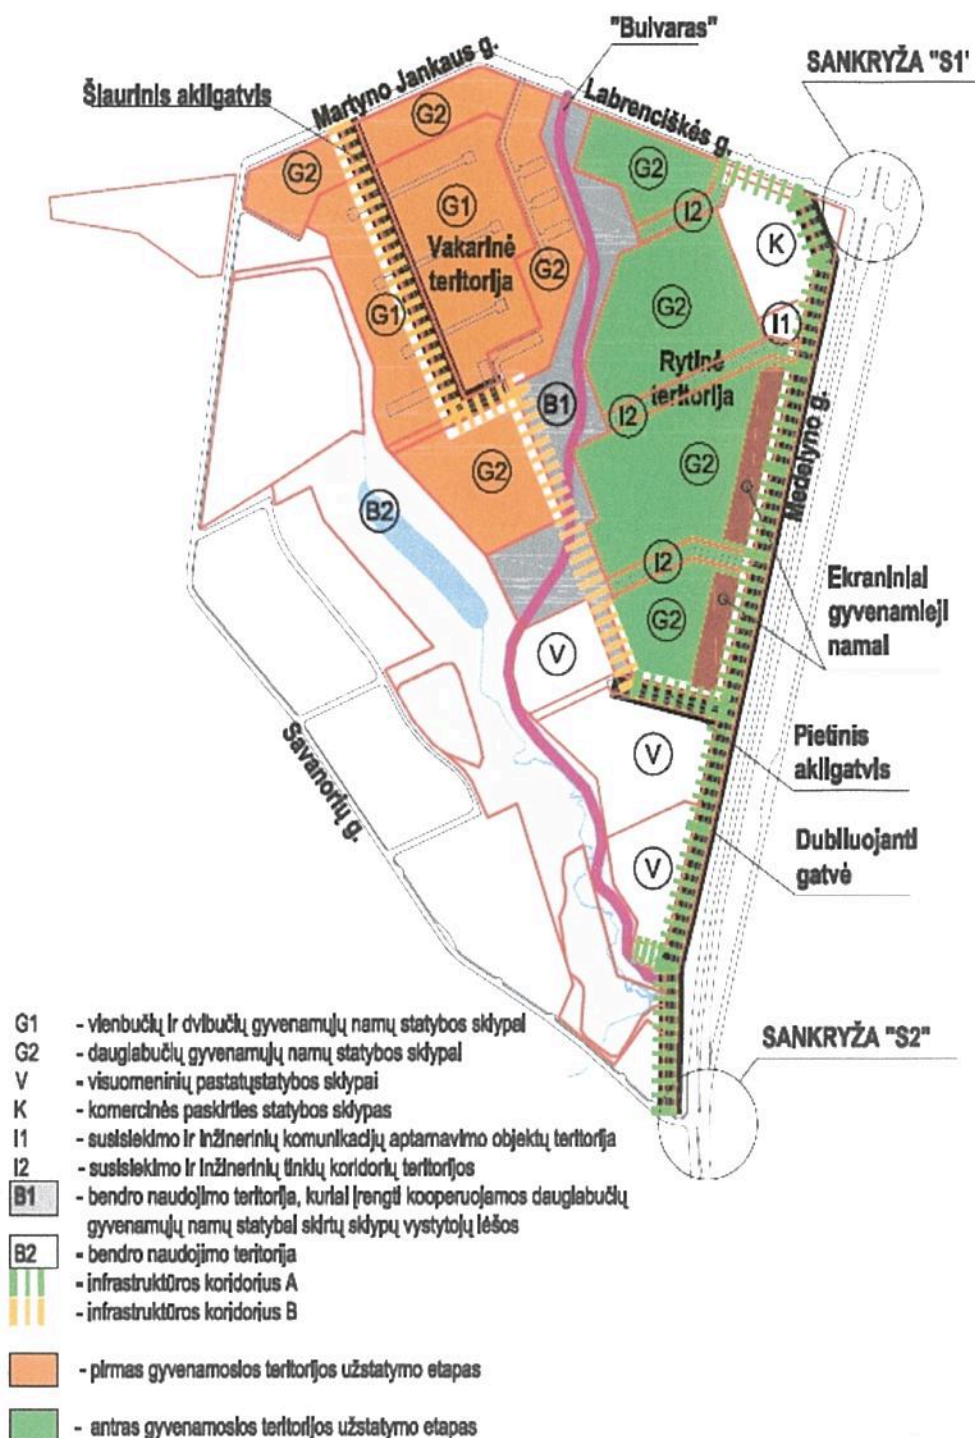 "Bulvaras"
SANKRYŽA "S1"
Martyno Jankaus g.
Šiaurinis akligatvis
Labrenciškės g.
G2
G2
G2
I2
K
G1
Vakarinė
teritorija
G2
G2
G1
I1
Rytinė
teritorija
B1
I2
G2
G2
Medelyno g.
B2
G
I2
Ekraniniai
gyvenamieji
namai
G
G2
V
Savanorių g.
V
Pietinis
akligatvis
Dubliuojanti
gatvė
V
SANKRYŽA "S2"
G1 - vienbučių ir dvibučių gyvenamųjų namų statybos sklypai
G2 - daugiabučių gyvenamųjų namų statybos sklypai
V - visuomeninių pastatųstatybos sklypai
K - komercinės paskirties statybos sklypas
I1 - susisiekimo ir inžinerinių komunikacijų aptarnavimo objektų teritorija
I2 - susisiekimo ir inžinerinių tinklų koridorių teritorijos
B1 - bendro naudojimo teritorija, kuriai įrengti kooperuojamos daugiabučių
gyvenamųjų namų statybai skirtų sklypų vystytojų lėšos
B2 - bendro naudojimo teritorija
- infrastruktūros koridorius A
- infrastruktūros koridorius B
- pirmas gyvenamosios teritorijos užstatymo etapas
- antras gyvenamosios teritorijos užstatymo etapas